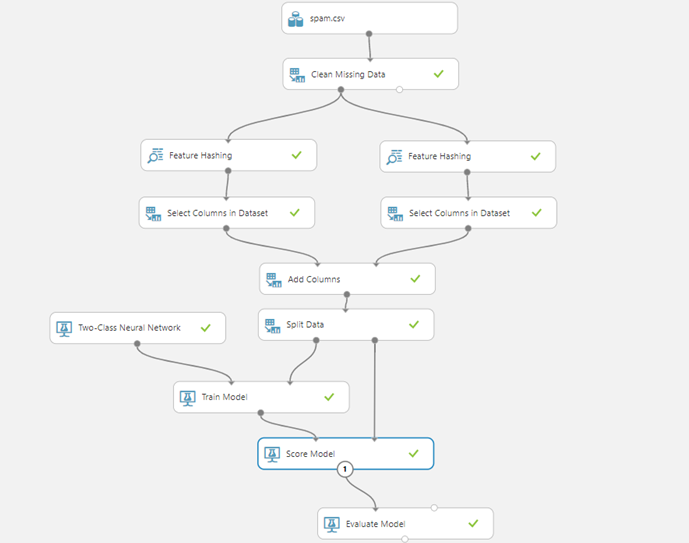 spam.csv
Clean Missing Data
Feature Hashing
Feature Hashing
Select Columns in Dataset
Select Columns in Dataset
Add Columns
Two-Class Neural Network
Split Data
Train Model
Score Model
1
Evaluate Model